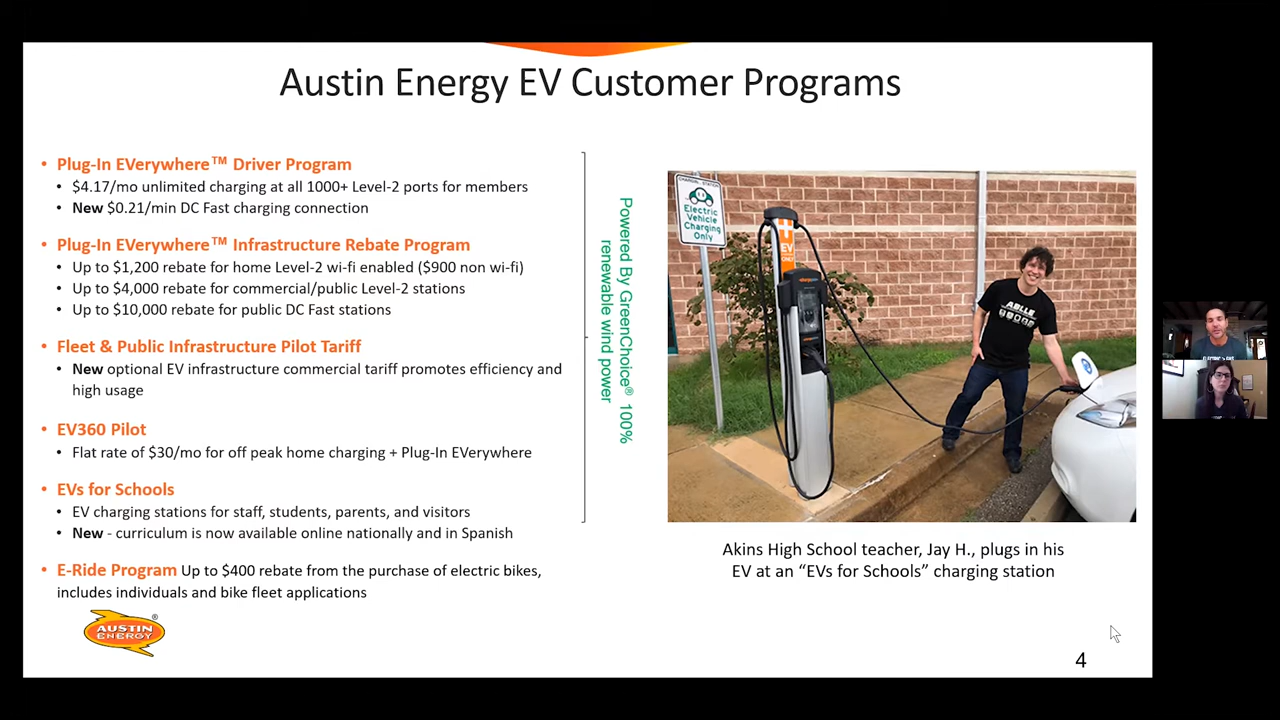 Austin Energy EV Customer Programs
• Plug-In EVerywhere™ Driver Program
• $4.17/mo unlimited charging at all 1000+ Level-2 ports for members
• New $0.21/min DC Fast charging connection
• Plug-In EVerywhere™ Infrastructure Rebate Program
• Up to $1,200 rebate for home Level-2 wi-fi enabled ($900 non wi-fi)
• Up to $4,000 rebate for commercial/public Level-2 stations
• Up to $10,000 rebate for public DC Fast stations
• Fleet & Public Infrastructure Pilot Tariff
• New optional EV infrastructure commercial tariff promotes efficiency and
high usage
• EV360 Pilot
• Flat rate of $30/mo for off peak home charging + Plug-In EVerywhere
• EVs for Schools
• EV charging stations for staff, students, parents, and visitors
• New - curriculum is now available online nationally and in Spanish
• E-Ride Program Up to $400 rebate from the purchase of electric bikes,
includes individuals and bike fleet applications
AUSTIN
ENERGY
®
Powered By GreenChoice® 100%
renewable wind power
CHARGING STATION
Electric
Vehicle
Charging
Only
EV
ONLY
Akins High School teacher, Jay H., plugs in his
EV at an “EVs for Schools” charging station
4